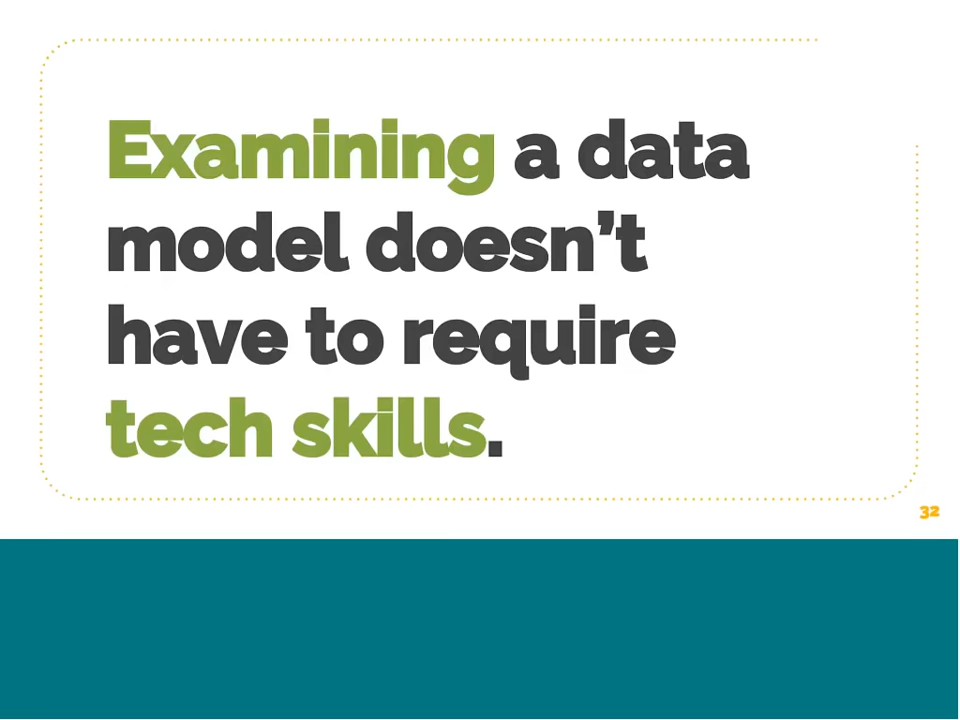 Examining a data
model doesn’t
have to require
tech skills.
32